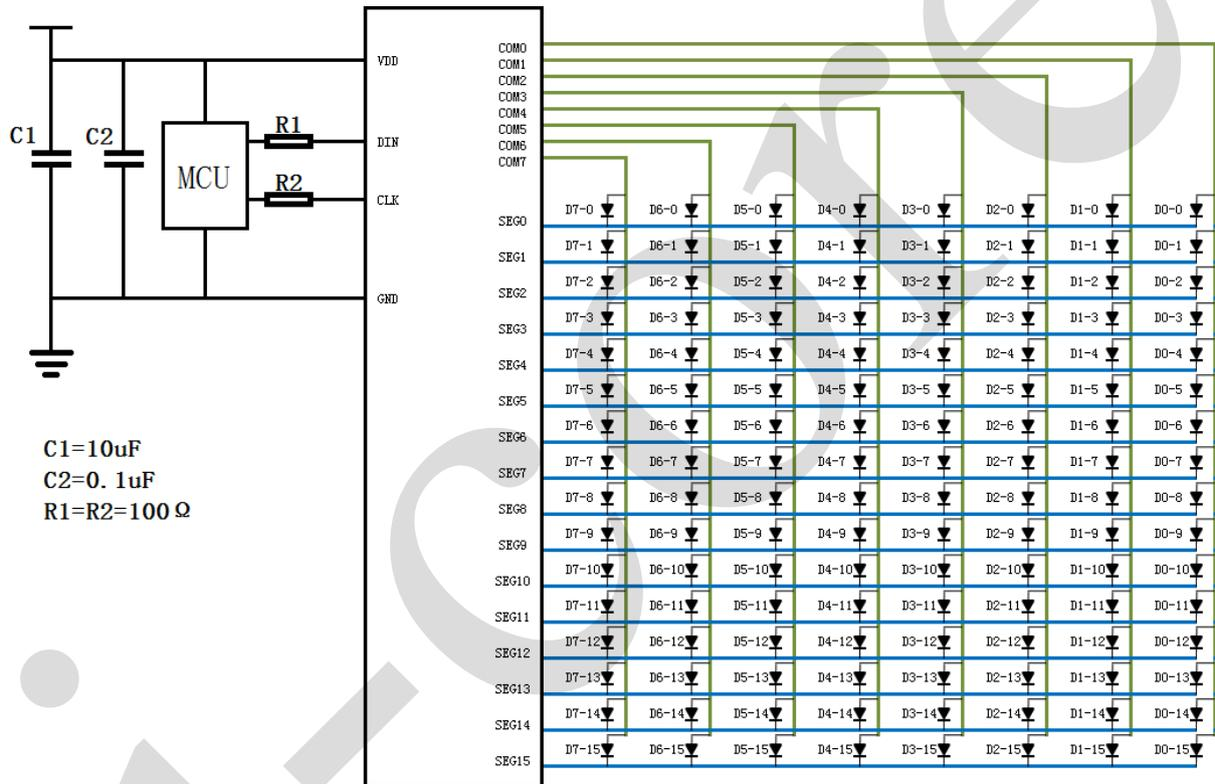 COM0
VDD
COM1
COM2
COM3
COM4
COM5
COM6
COM7
C1
C2
R1
DIN
MCU
R2
CLK
GND
D7-0 D6-0 D5-0 D4-0 D3-0 D2-0 D1-0 D0-0
SEG0
D7-1 D6-1 D5-1 D4-1 D3-1 D2-1 D1-1 D0-1
SEG1
D7-2 D6-2 D5-2 D4-2 D3-2 D2-2 D1-2 D0-2
SEG2
D7-3 D6-3 D5-3 D4-3 D3-3 D2-3 D1-3 D0-3
SEG3
D7-4 D6-4 D5-4 D4-4 D3-4 D2-4 D1-4 D0-4
SEG4
D7-5 D6-5 D5-5 D4-5 D3-5 D2-5 D1-5 D0-5
SEG5
D7-6 D6-6 D5-6 D4-6 D3-6 D2-6 D1-6 D0-6
SEG6
D7-7 D6-7 D5-7 D4-7 D3-7 D2-7 D1-7 D0-7
SEG7
D7-8 D6-8 D5-8 D4-8 D3-8 D2-8 D1-8 D0-8
SEG8
D7-9 D6-9 D5-9 D4-9 D3-9 D2-9 D1-9 D0-9
SEG9
D7-10 D6-10 D5-10 D4-10 D3-10 D2-10 D1-10 D0-10
SEG10
D7-11 D6-11 D5-11 D4-11 D3-11 D2-11 D1-11 D0-11
SEG11
D7-12 D6-12 D5-12 D4-12 D3-12 D2-12 D1-12 D0-12
SEG12
D7-13 D6-13 D5-13 D4-13 D3-13 D2-13 D1-13 D0-13
SEG13
D7-14 D6-14 D5-14 D4-14 D3-14 D2-14 D1-14 D0-14
SEG14
D7-15 D6-15 D5-15 D4-15 D3-15 D2-15 D1-15 D0-15
SEG15
C1=10uF
C2=0.1uF
R1=R2=100Ω
i-core